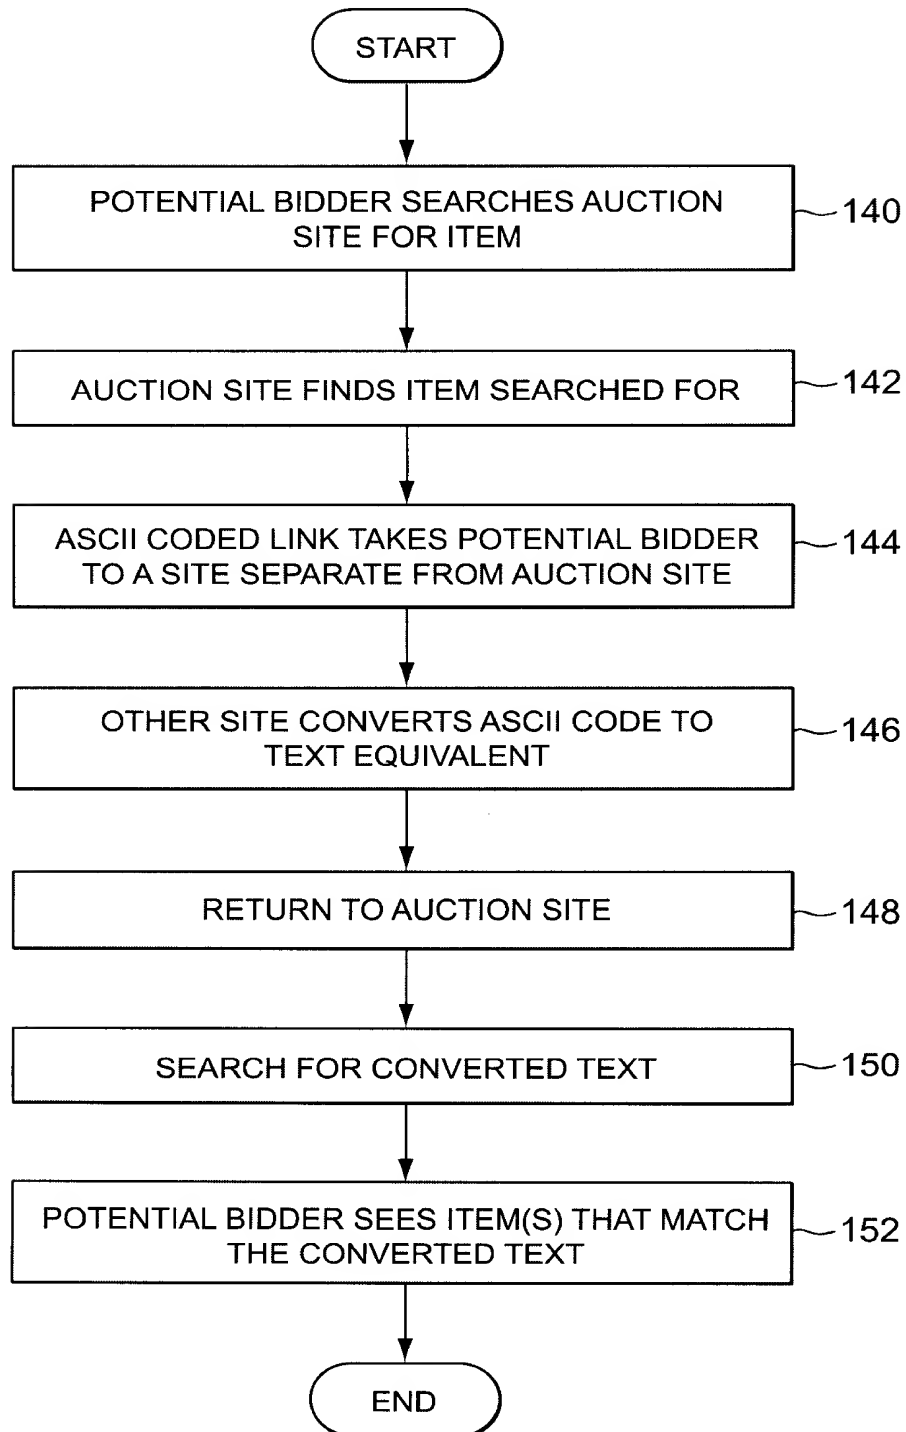 START
POTENTIAL BIDDER SEARCHES AUCTION
SITE FOR ITEM
140
AUCTION SITE FINDS ITEM SEARCHED FOR
142
ASCII CODED LINK TAKES POTENTIAL BIDDER
TO A SITE SEPARATE FROM AUCTION SITE
144
OTHER SITE CONVERTS ASCII CODE TO
TEXT EQUIVALENT
146
RETURN TO AUCTION SITE
148
SEARCH FOR CONVERTED TEXT
150
POTENTIAL BIDDER SEES ITEM(S) THAT MATCH
THE CONVERTED TEXT
152
END